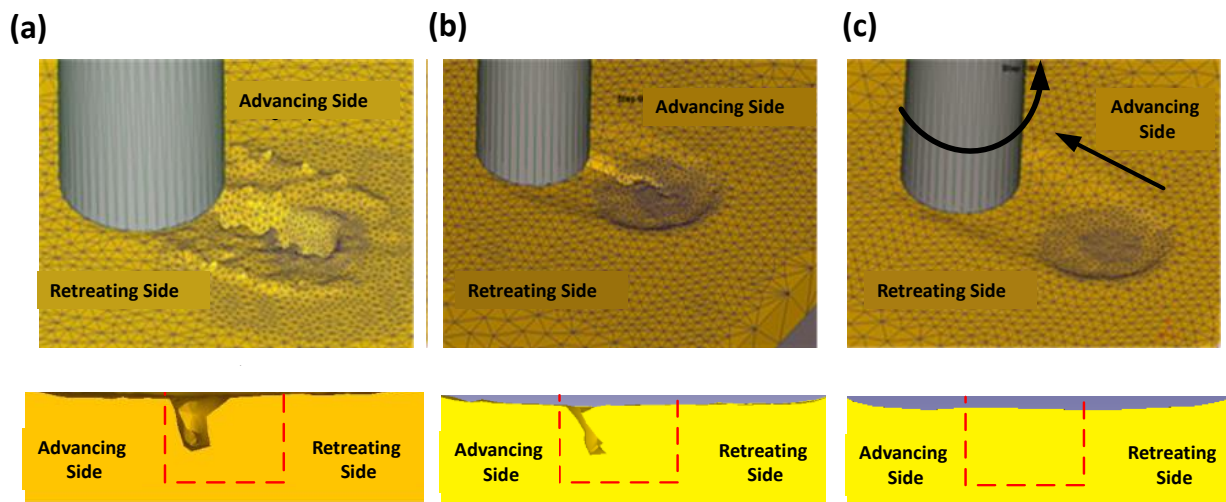 (a)
(b)
(c)
Advancing Side
Retreating Side
Advancing Side
Retreating Side
Advancing
Side
Retreating Side
Advancing
Side
Retreating
Side
Advancing
Side
Retreating
Side
Advancing
Side
Retreating
Side